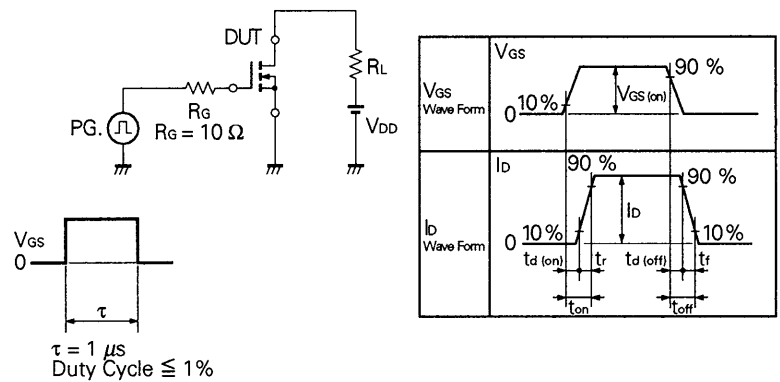 DUT
RL
RG
PG.
RG = 10 Ω
VDD
VGS
0
τ
τ = 1 μs
Duty Cycle ≦ 1%
VGS
Wave Form
VGS
90 %
10 %
VGS (on)
0
ID
Wave Form
ID
90 %
90 %
ID
0
10 %
10 %
td (on)
tr
td (off)
tf
ton
toff